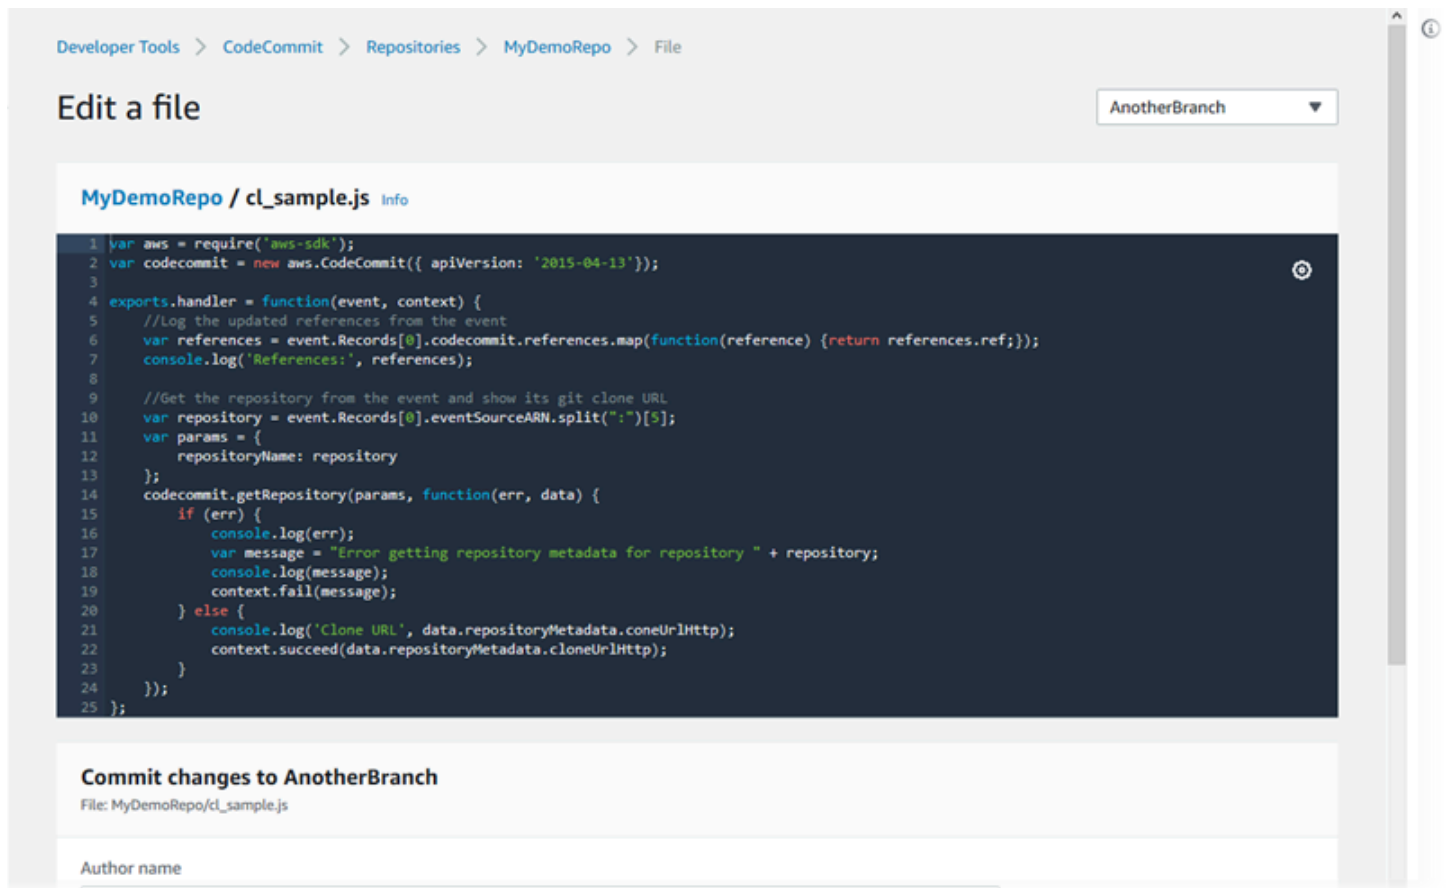 Developer Tools > CodeCommit > Repositories > MyDemoRepo > File
Edit a file
AnotherBranch
MyDemoRepo / cl_sample.js Info
1 var aws = require('aws-sdk');
2 var codecommit = new aws.CodeCommit({ apiVersion: '2015-04-13'});
3
4 exports.handler = function(event, context) {
5     //Log the updated references from the event
6     var references = event.Records[0].codecommit.references.map(function(reference) {return references.ref;});
7     console.log('References:', references);
8
9     //Get the repository from the event and show its git clone URL
10     var repository = event.Records[0].eventSourceARN.split(":")[5];
11     var params = {
12         repositoryName: repository
13     };
14     codecommit.getRepository(params, function(err, data) {
15         if (err) {
16             console.log(err);
17             var message = "Error getting repository metadata for repository " + repository;
18             console.log(message);
19             context.fail(message);
20         } else {
21             console.log('Clone URL', data.repositoryMetadata.coneUrlHttp);
22             context.succeed(data.repositoryMetadata.cloneUrlHttp);
23         }
24     });
25 };
Commit changes to AnotherBranch
File: MyDemoRepo/cl_sample.js
Author name